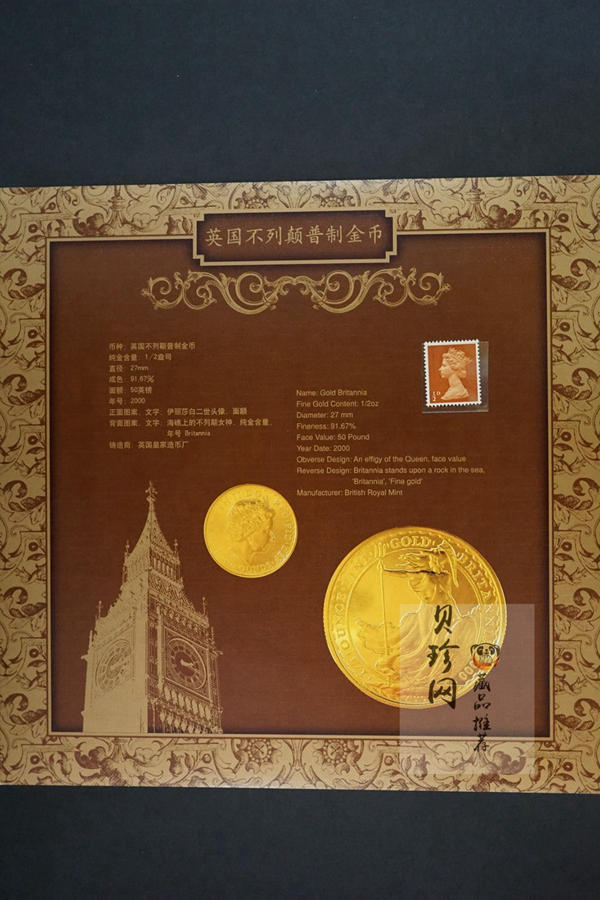 英国不列颠普制金币
币种：英国不列颠普制金币
纯金含量：1/2盎司
直径：27mm
成色：91.67%
面额：50英镑
年号：2000
正面图案、文字：伊丽莎白二世头像、面额
背面图案、文字：海礁上的不列颠女神、纯金含量、
年号 Britannia
铸造商：英国皇家造币厂
Name: Gold Britannia
Fine Gold Content: 1/2oz
Diameter: 27 mm
Fineness: 91.67%
Face Value: 50 Pound
Year Date: 2000
Obverse Design: An effigy of the Queen, face value
Reverse Design: Britannia stands upon a rock in the sea,
'Britannia', 'Fine gold'
Manufacturer: British Royal Mint
GOLD
贝珍网
藏品推荐